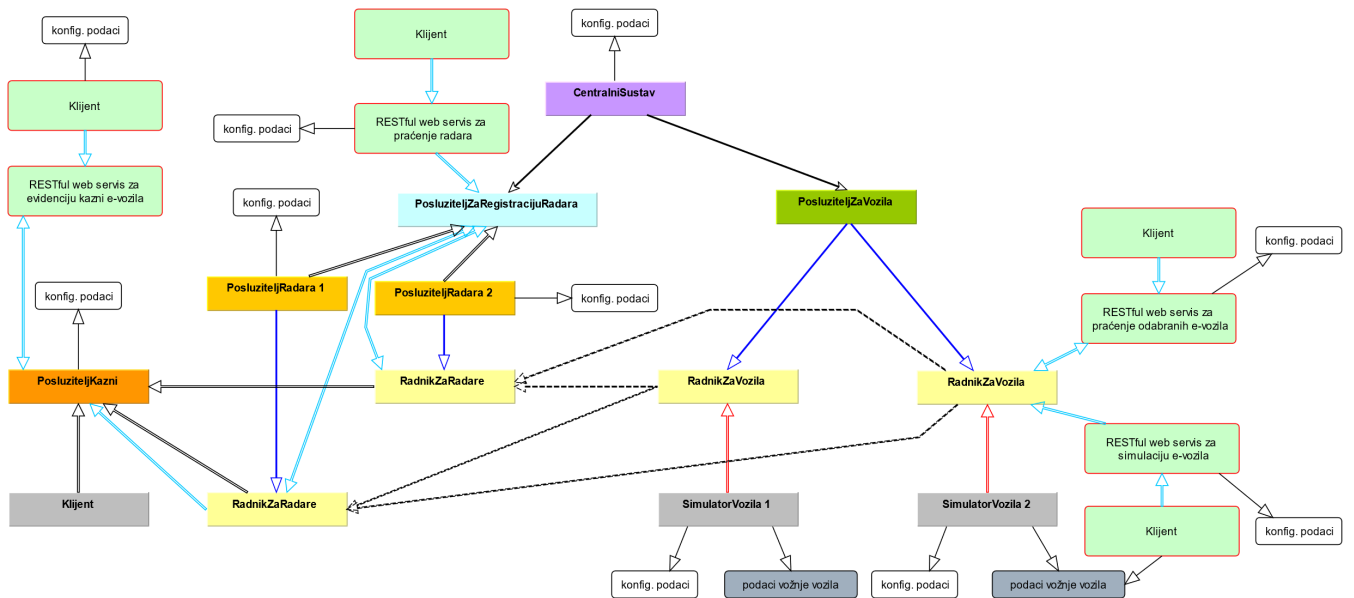 konfig. podaci
Klijent
konfig. podaci
CentralniSustav
Klijent
RESTful web servis za
praćenje radara
konfig. podaci
RESTful web servis za
evidenciju kazni e-vozila
konfig. podaci
PosluziteljZaRegistracijuRadara
PosluziteljZaVozila
Klijent
konfig. podaci
PosluziteljRadara 1
PosluziteljRadara 2
konfig. podaci
konfig. podaci
RESTful web servis za
praćenje odabranih e-vozila
PosluziteljKazni
RadnikZaRadare
RadnikZaVozila
RadnikZaVozila
RESTful web servis za
simulaciju e-vozila
Klijent
RadnikZaRadare
SimulatorVozila 1
SimulatorVozila 2
Klijent
konfig. podaci
konfig. podaci
podaci vožnje vozila
konfig. podaci
podaci vožnje vozila